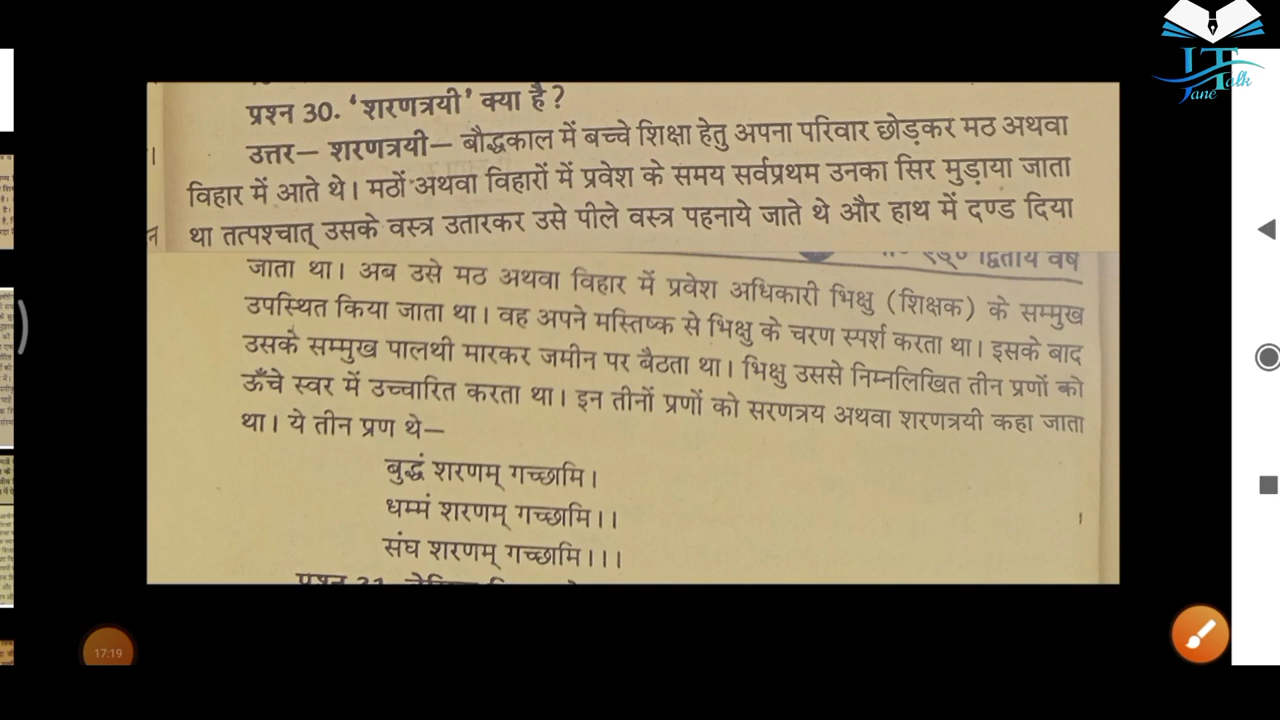 प्रश्न 30. ‘शरणत्रयी’ क्या है?
उत्तर— शरणत्रयी— बौद्धकाल में बच्चे शिक्षा हेतु अपना परिवार छोड़कर मठ अथवा
विहार में आते थे। मठों अथवा विहारों में प्रवेश के समय सर्वप्रथम उनका सिर मुड़ाया जाता
था तत्पश्चात् उसके वस्त्र उतारकर उसे पीले वस्त्र पहनाये जाते थे और हाथ में दण्ड दिया
द्वितीय वर्ष
जाता था। अब उसे मठ अथवा विहार में प्रवेश अधिकारी भिक्षु (शिक्षक) के सम्मुख
उपस्थित किया जाता था। वह अपने मस्तिष्क से भिक्षु के चरण स्पर्श करता था। इसके बाद
उसके सम्मुख पालथी मारकर जमीन पर बैठता था। भिक्षु उससे निम्नलिखित तीन प्रणों को
ऊँचे स्वर में उच्चारित करता था। इन तीनों प्रणों को सरणत्रय अथवा शरणत्रयी कहा जाता
था। ये तीन प्रण थे—
बुद्धं शरणम् गच्छामि।
धम्मं शरणम् गच्छामि।।
संघ शरणम् गच्छामि।।।
प्रश्न 31.
17:19
Jane
Talk